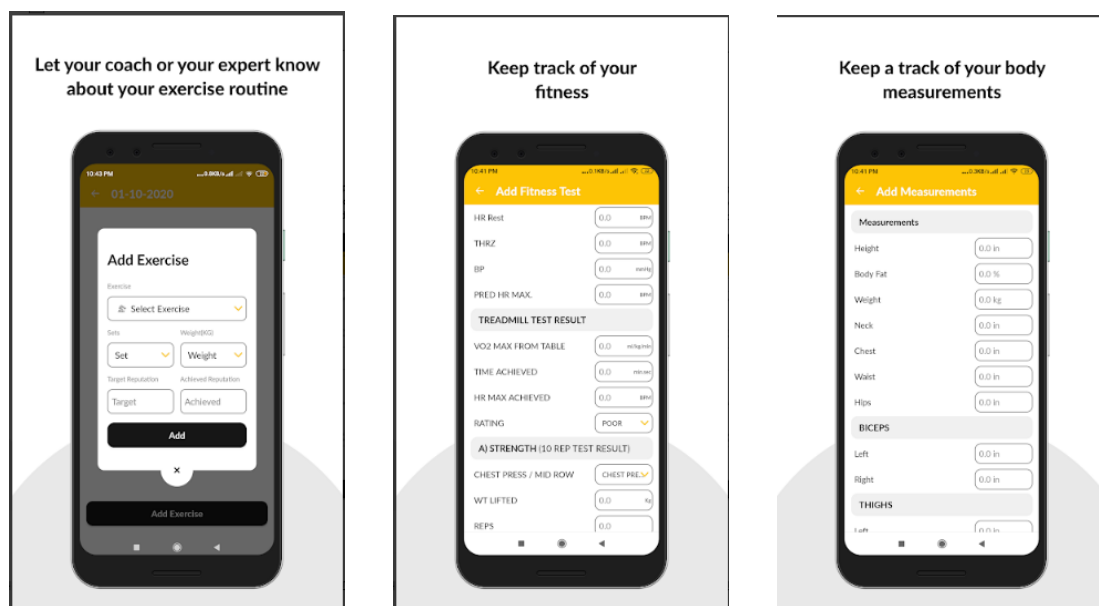 Let your coach or your expert know
about your exercise routine
10:43 PM
← 01-10-2020
Add Exercise
Exercise
Select Exercise
Sets Weight(KG)
Set Weight
Target Reputation Achieved Reputation
Target Achieved
Add
×
Add Exercise
Keep track of your
fitness
10:41 PM
← Add Fitness Test
HR Rest 0.0 BPM
THRZ 0.0 BPM
BP 0.0 mmHg
PRED HR MAX. 0.0 BPM
TREADMILL TEST RESULT
VO2 MAX FROM TABLE 0.0 ml/kg/min
TIME ACHIEVED 0.0 min:sec
HR MAX ACHIEVED 0.0 BPM
RATING POOR
A) STRENGTH (10 REP TEST RESULT)
CHEST PRESS / MID ROW CHEST PRE..
WT LIFTED 0.0 Kg
REPS 0.0
Keep a track of your body
measurements
10:41 PM
← Add Measurements
Measurements
Height 0.0 in
Body Fat 0.0 %
Weight 0.0 kg
Neck 0.0 in
Chest 0.0 in
Waist 0.0 in
Hips 0.0 in
BICEPS
Left 0.0 in
Right 0.0 in
THIGHS
Left 0.0 in